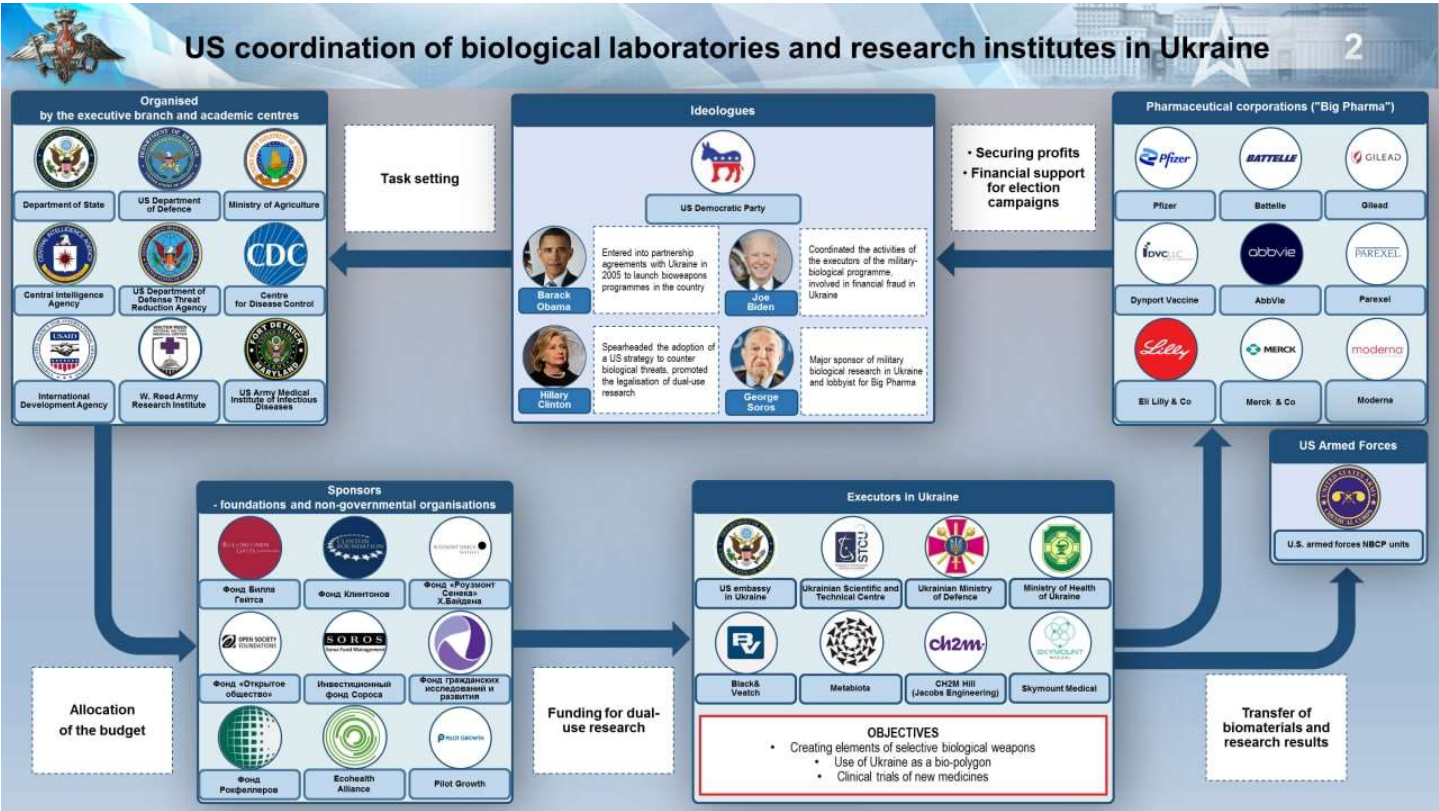 US coordination of biological laboratories and research institutes in Ukraine
2
Organised
by the executive branch and academic centres
Department of State
US Department
of Defence
Ministry of Agriculture
CDC
Central Intelligence
Agency
US Department of
Defense Threat
Reduction Agency
Centre
for Disease Control
USAID
FORT DETRICK
MARYLAND
International
Development Agency
W. Reed Army
Research Institute
US Army Medical
Institute of Infectious
Diseases
Task setting
Ideologues
US Democratic Party
Barack
Obama
Entered into partnership
agreements with Ukraine in
2005 to launch bioweapons
programmes in the country
Joe
Biden
Coordinated the activities of
the executors of the military-
biological programme,
involved in financial fraud in
Ukraine
Hillary
Clinton
Spearheaded the adoption of
a US strategy to counter
biological threats, promoted
the legalisation of dual-use
research
George
Soros
Major sponsor of military
biological research in Ukraine
and lobbyist for Big Pharma
• Securing profits
• Financial support
for election
campaigns
Pharmaceutical corporations ("Big Pharma")
Pfizer
BATTELLE
GILEAD
Pfizer
Battelle
Gilead
DVC LLC
abbvie
PAREXEL
Dynport Vaccine
AbbVie
Parexel
Lilly
MERCK
moderna
Eli Lilly & Co
Merck & Co
Moderna
US Armed Forces
U.S. armed forces NBCP units
Sponsors
- foundations and non-governmental organisations
CLINTON
FOUNDATION
Фонд Билла
Гейтса
Фонд Клинтонов
Фонд «Роузмонт
Сенека»
Х.Байдена
OPEN SOCIETY
FOUNDATIONS
SOROS
Soros Fund Management
Фонд «Открытое
общество»
Инвестиционный
фонд Сороса
Фонд гражданских
исследований и
развития
PILOT GROWTH
Фонд
Рокфеллеров
Ecohealth
Alliance
Pilot Growth
Allocation
of the budget
Funding for dual-
use research
Executors in Ukraine
STCU
US embassy
in Ukraine
Ukrainian Scientific and
Technical Centre
Ukrainian Ministry
of Defence
Ministry of Health
of Ukraine
BV
ch2m
SKYMOUNT
MEDICAL
Black&
Veatch
Metabiota
CH2M Hill
(Jacobs Engineering)
Skymount Medical
OBJECTIVES
• Creating elements of selective biological weapons
• Use of Ukraine as a bio-polygon
• Clinical trials of new medicines
Transfer of
biomaterials and
research results